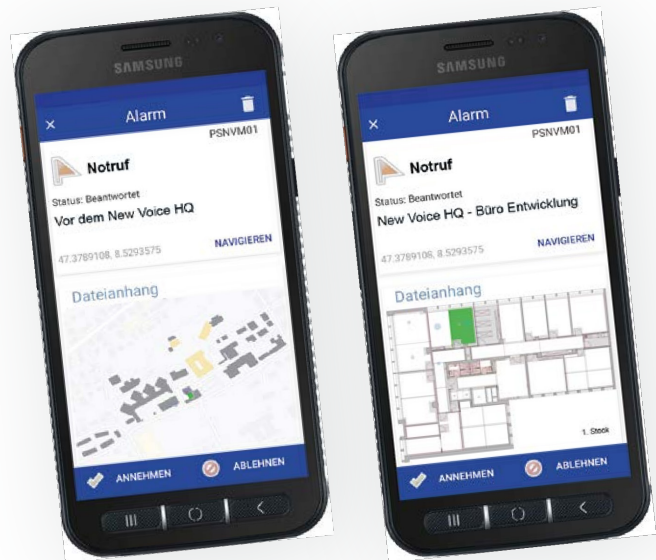 SAMSUNG
Alarm
PSNVM01
Notruf
Status: Beantwortet
Vor dem New Voice HQ
47.3789108, 8.5293575
NAVIGIEREN
Dateianhang
ANNEHMEN
ABLEHNEN
SAMSUNG
Alarm
PSNVM01
Notruf
Status: Beantwortet
New Voice HQ - Büro Entwicklung
47.3789108, 8.5293575
NAVIGIEREN
Dateianhang
1. Stock
ANNEHMEN
ABLEHNEN